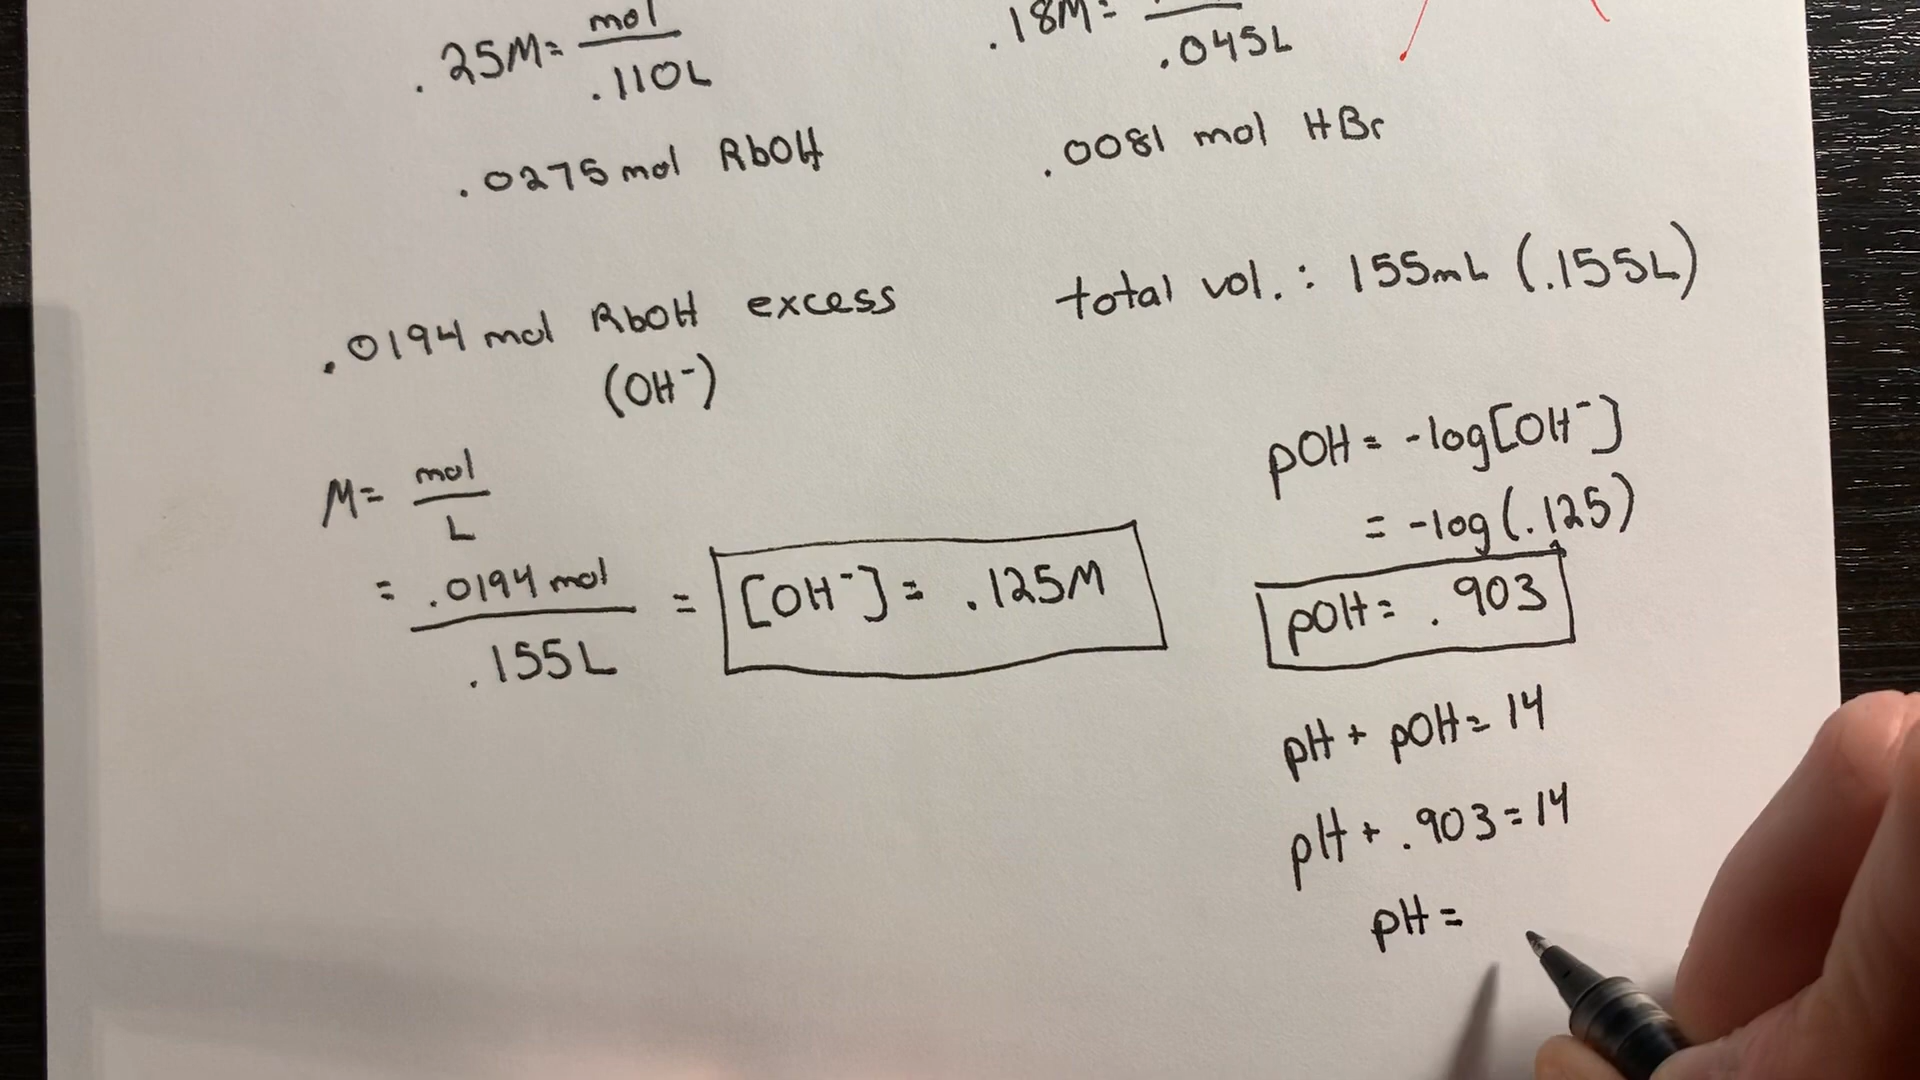 .25M = mol / .110L
.18M = / .045L
.0275 mol RbOH
.0081 mol HBr
.0194 mol RbOH excess
(OH⁻)
total vol. : 155mL (.155L)
M = mol / L
= .0194 mol / .155L = [OH⁻] = .125M
pOH = -log[OH⁻]
= -log(.125)
pOH = .903
pH + pOH = 14
pH + .903 = 14
pH =